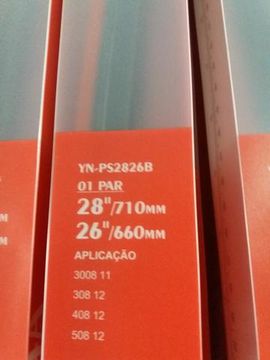 YN-PS2826B
01 PAR
28"/710MM
26"/660MM
APLICAÇÃO
3008 11
308 12
408 12
508 12